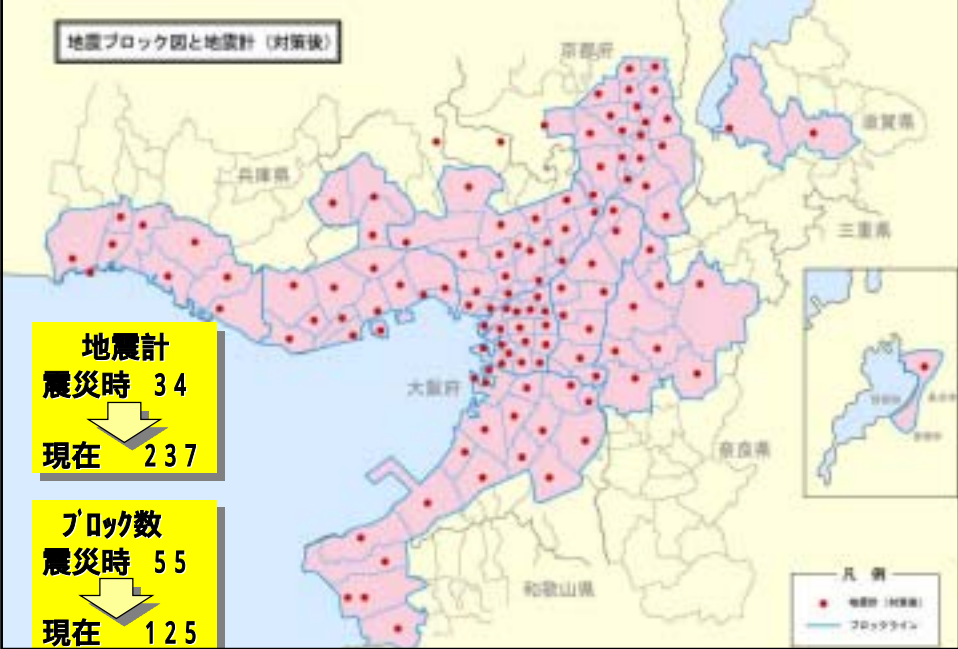 地震ブロック図と地震計（対策後）
京都府
滋賀県
兵庫県
三重県
大阪府
奈良県
和歌山県
地震計
震災時 34
現在 237
ブロック数
震災時 55
現在 125
凡 例
地震計（対策後）
ブロックライン